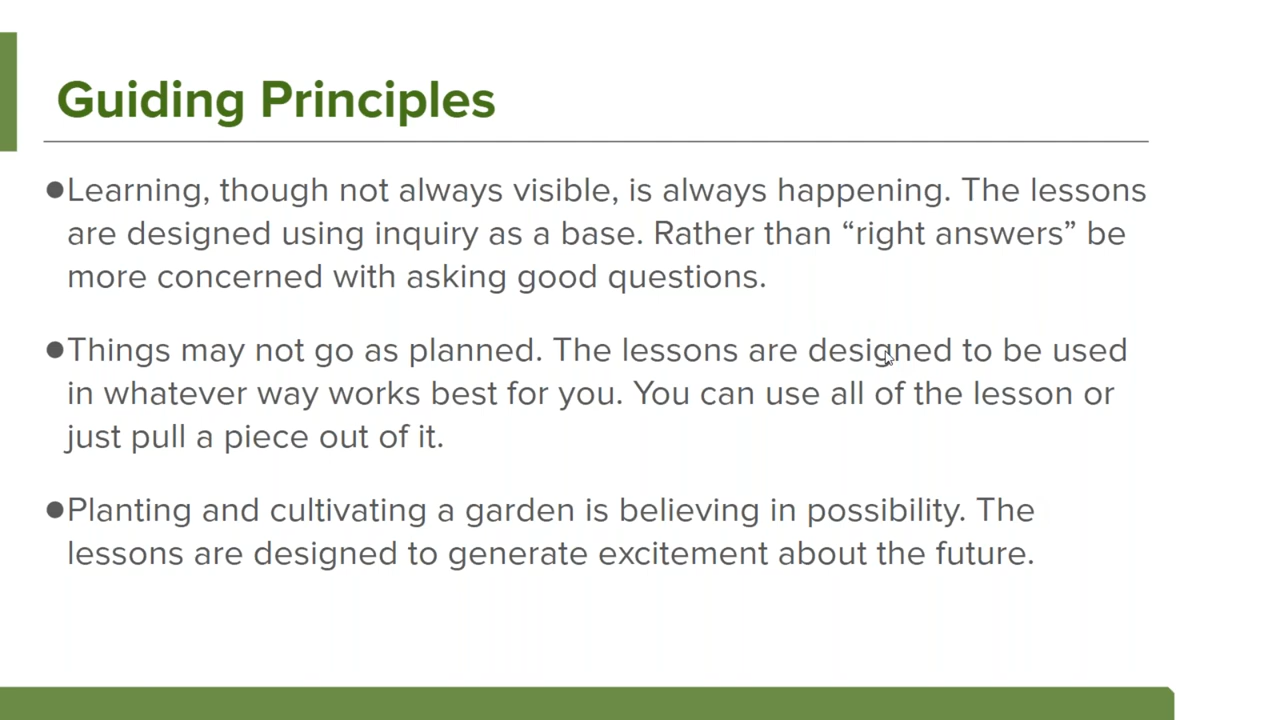 Guiding Principles
●Learning, though not always visible, is always happening. The lessons
are designed using inquiry as a base. Rather than “right answers” be
more concerned with asking good questions.
●Things may not go as planned. The lessons are designed to be used
in whatever way works best for you. You can use all of the lesson or
just pull a piece out of it.
●Planting and cultivating a garden is believing in possibility. The
lessons are designed to generate excitement about the future.